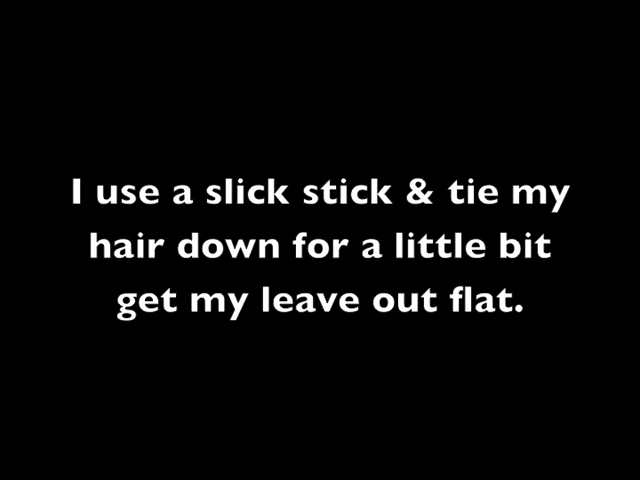 I use a slick stick & tie my
hair down for a little bit
get my leave out flat.